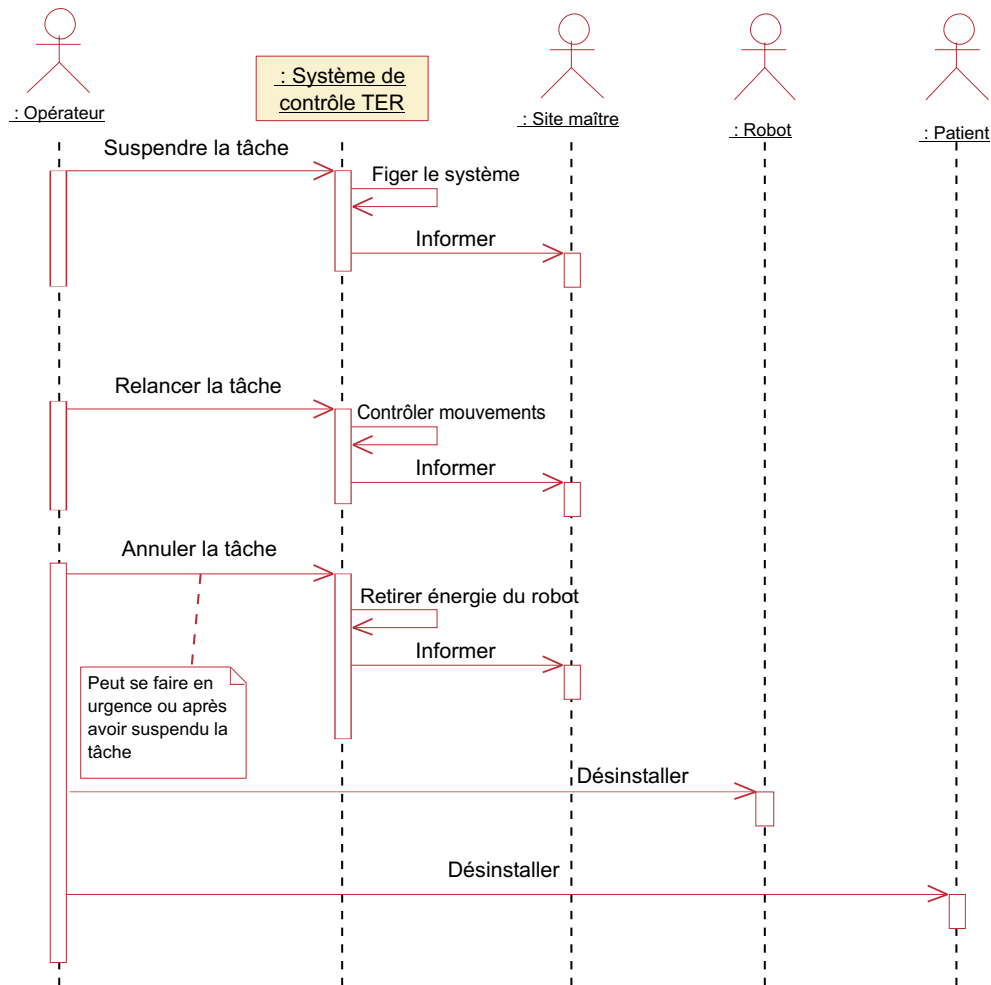 : Opérateur
: Système de
contrôle TER
: Site maître
: Robot
: Patient
Suspendre la tâche
Figer le système
Informer
Relancer la tâche
Contrôler mouvements
Informer
Annuler la tâche
Retirer énergie du robot
Informer
Peut se faire en
urgence ou après
avoir suspendu la
tâche
Désinstaller
Désinstaller